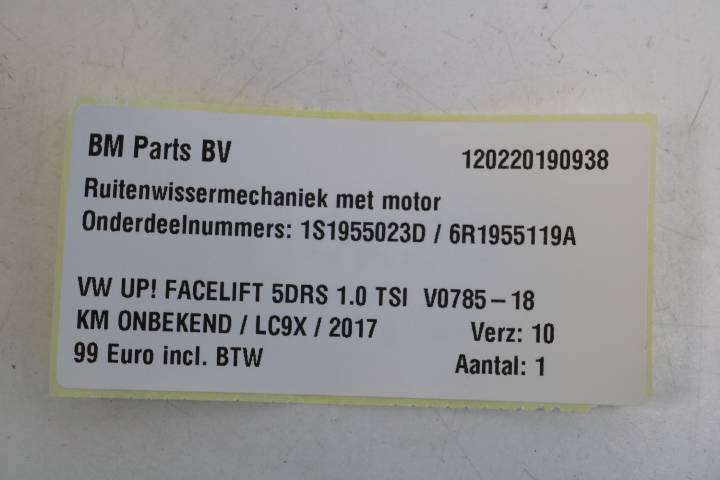 BM Parts BV 120220190938
Ruitenwissermechaniek met motor
Onderdeelnummers: 1S1955023D / 6R1955119A
VW UP! FACELIFT 5DRS 1.0 TSI V0785-18
KM ONBEKEND / LC9X / 2017 Verz: 10
99 Euro incl. BTW Aantal: 1